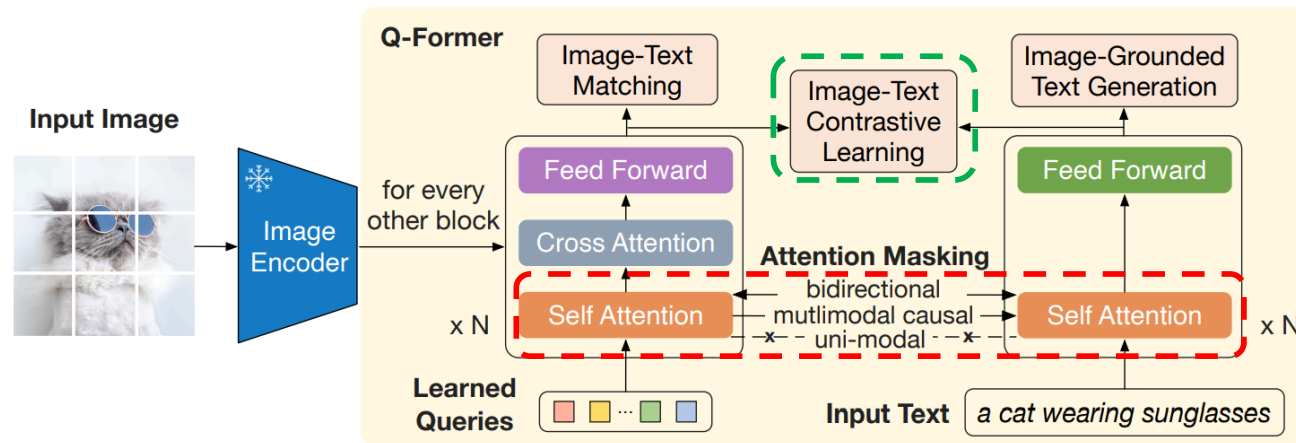 Q-Former
Image-Text
Matching
Image-Text
Contrastive
Learning
Image-Grounded
Text Generation
Input Image
Image
Encoder
for every
other block
Feed Forward
Cross Attention
Self Attention
x N
Attention Masking
bidirectional
mutlimodal causal
x uni-modal x
Feed Forward
Self Attention
x N
Learned
Queries
...
Input Text
a cat wearing sunglasses